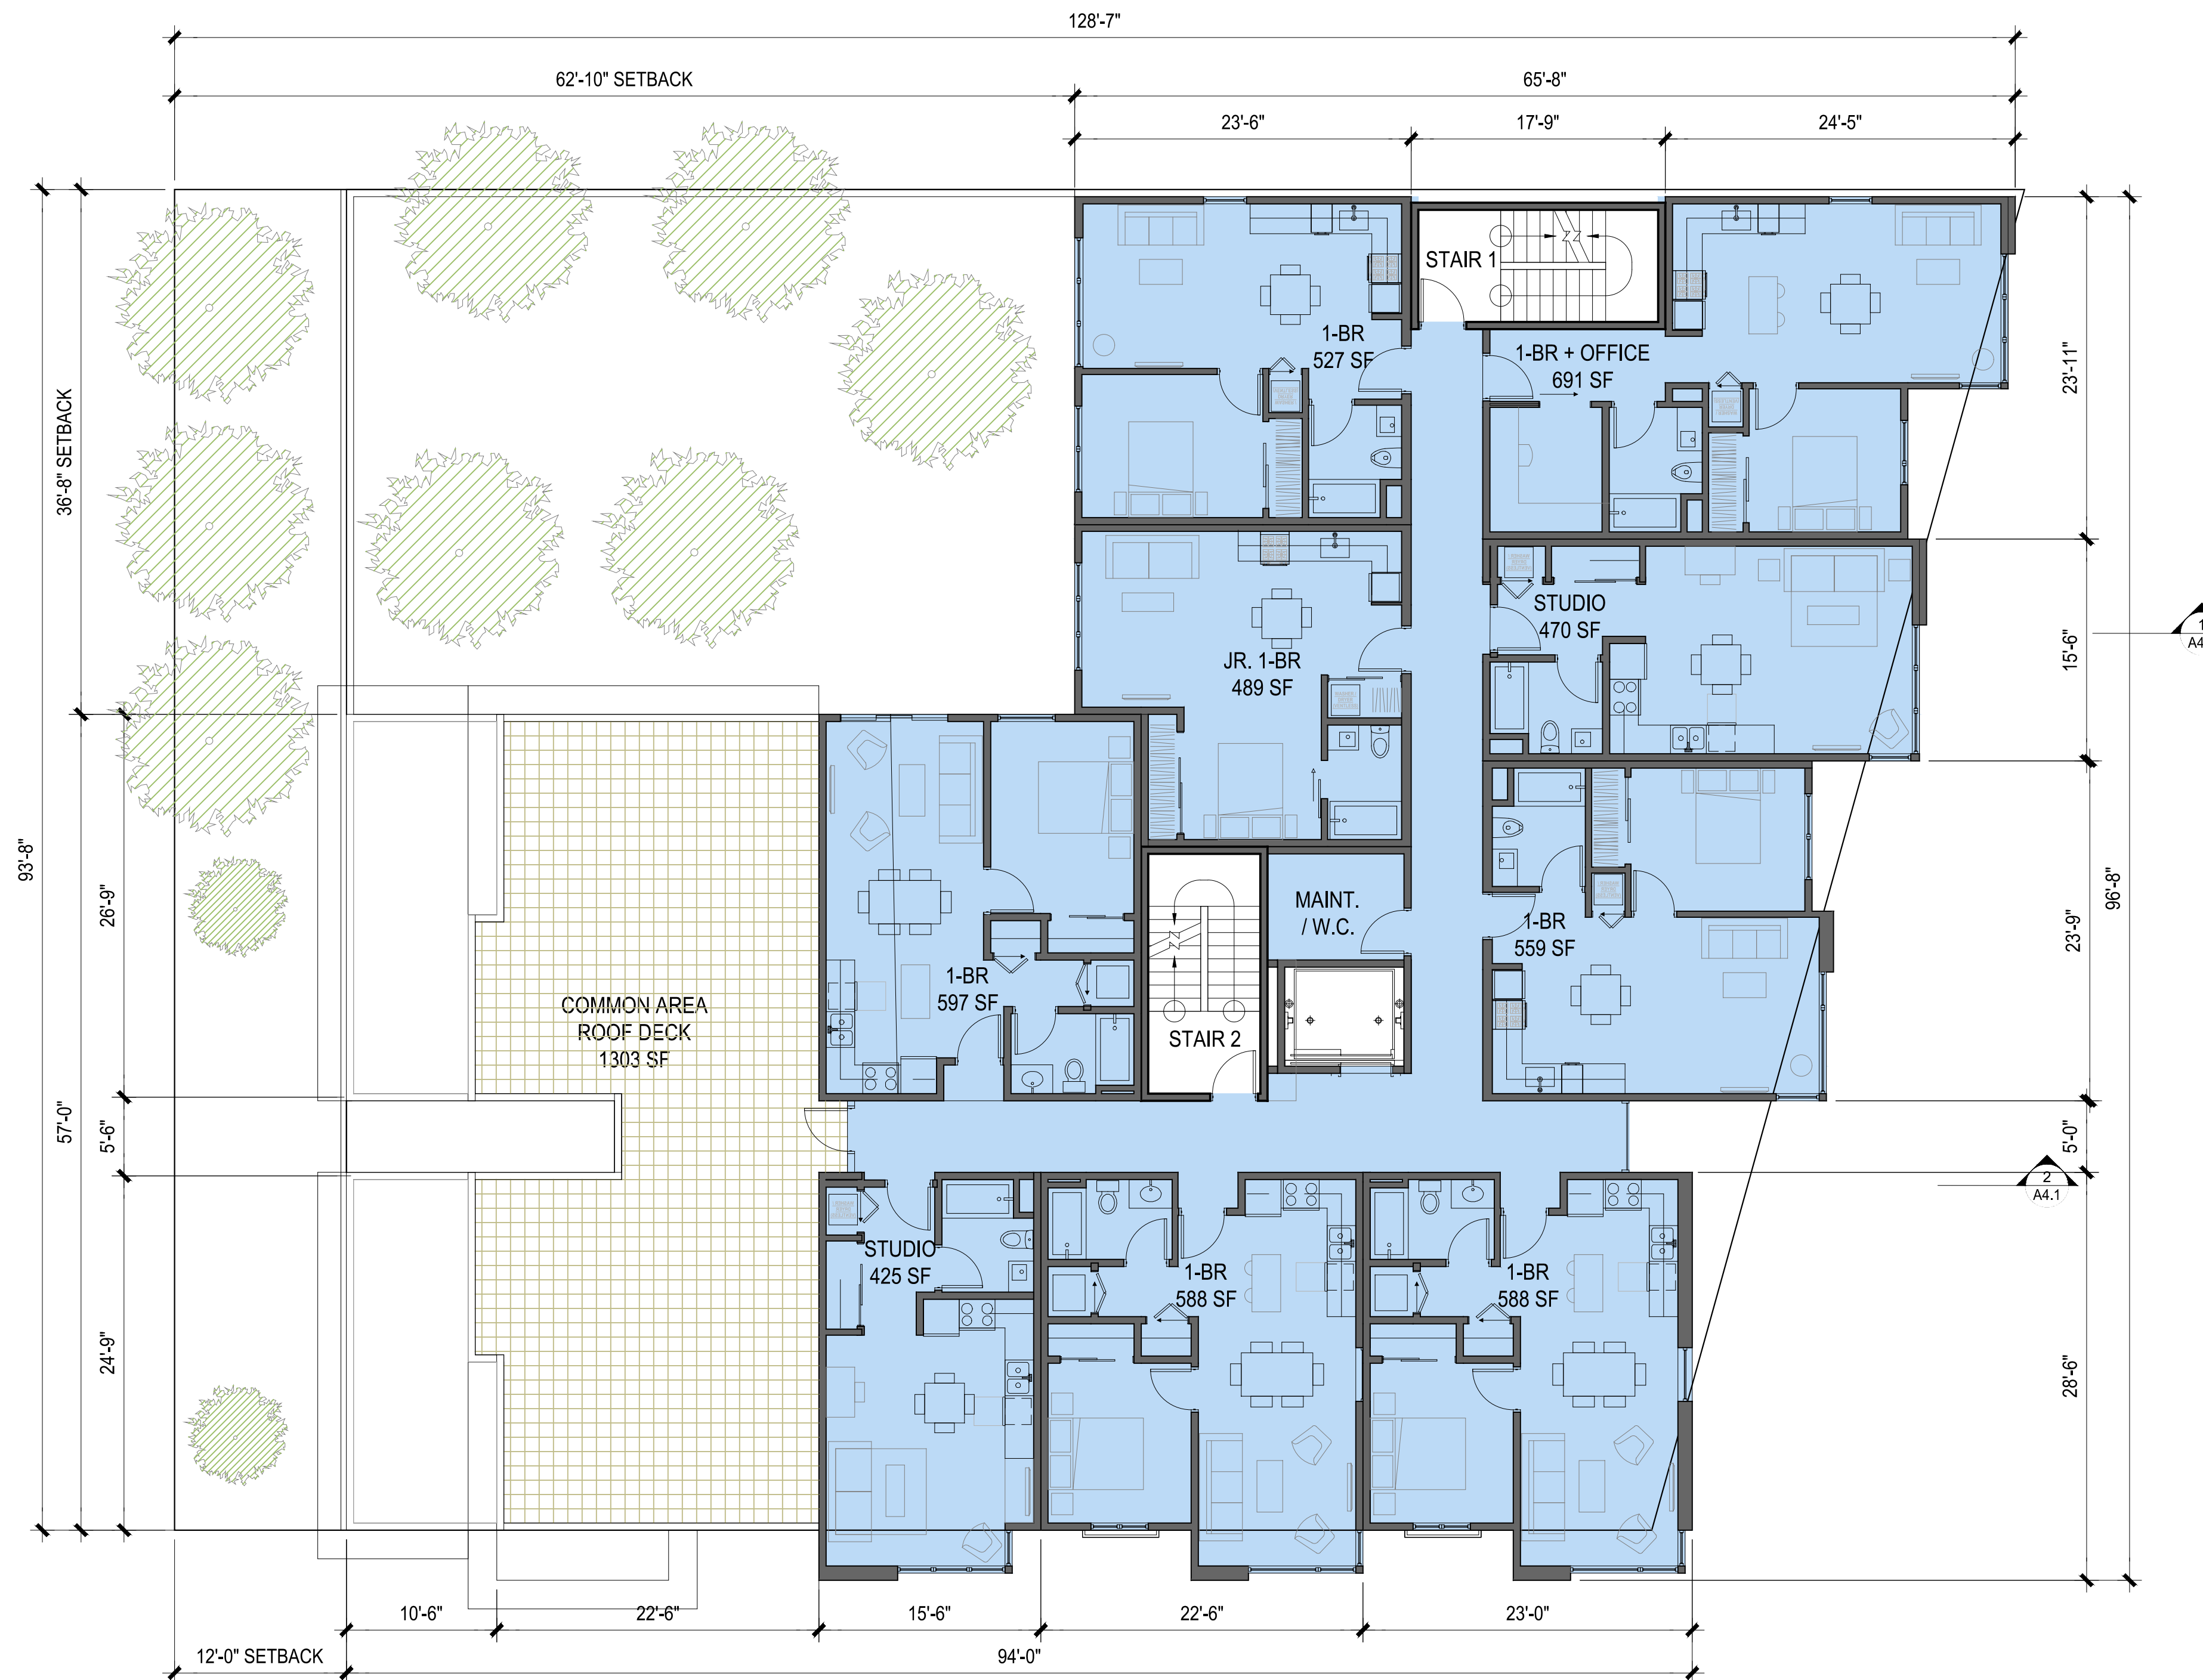 128'-7"
62'-10" SETBACK
65'-8"
23'-6"
17'-9"
24'-5"
STAIR 1
1-BR
527 SF
1-BR + OFFICE
691 SF
23'-11"
36'-8" SETBACK
STUDIO
470 SF
15'-6"
1
JR. 1-BR
489 SF
93'-8"
26'-9"
MAINT.
/ W.C.
1-BR
559 SF
23'-9"
96'-8"
1-BR
597 SF
COMMON AREA
ROOF DECK
1303 SF
STAIR 2
57'-0"
5'-6"
5'-0"
2
A4.1
STUDIO
425 SF
1-BR
588 SF
1-BR
588 SF
24'-9"
28'-6"
10'-6"
22'-6"
15'-6"
22'-6"
23'-0"
12'-0" SETBACK
94'-0"